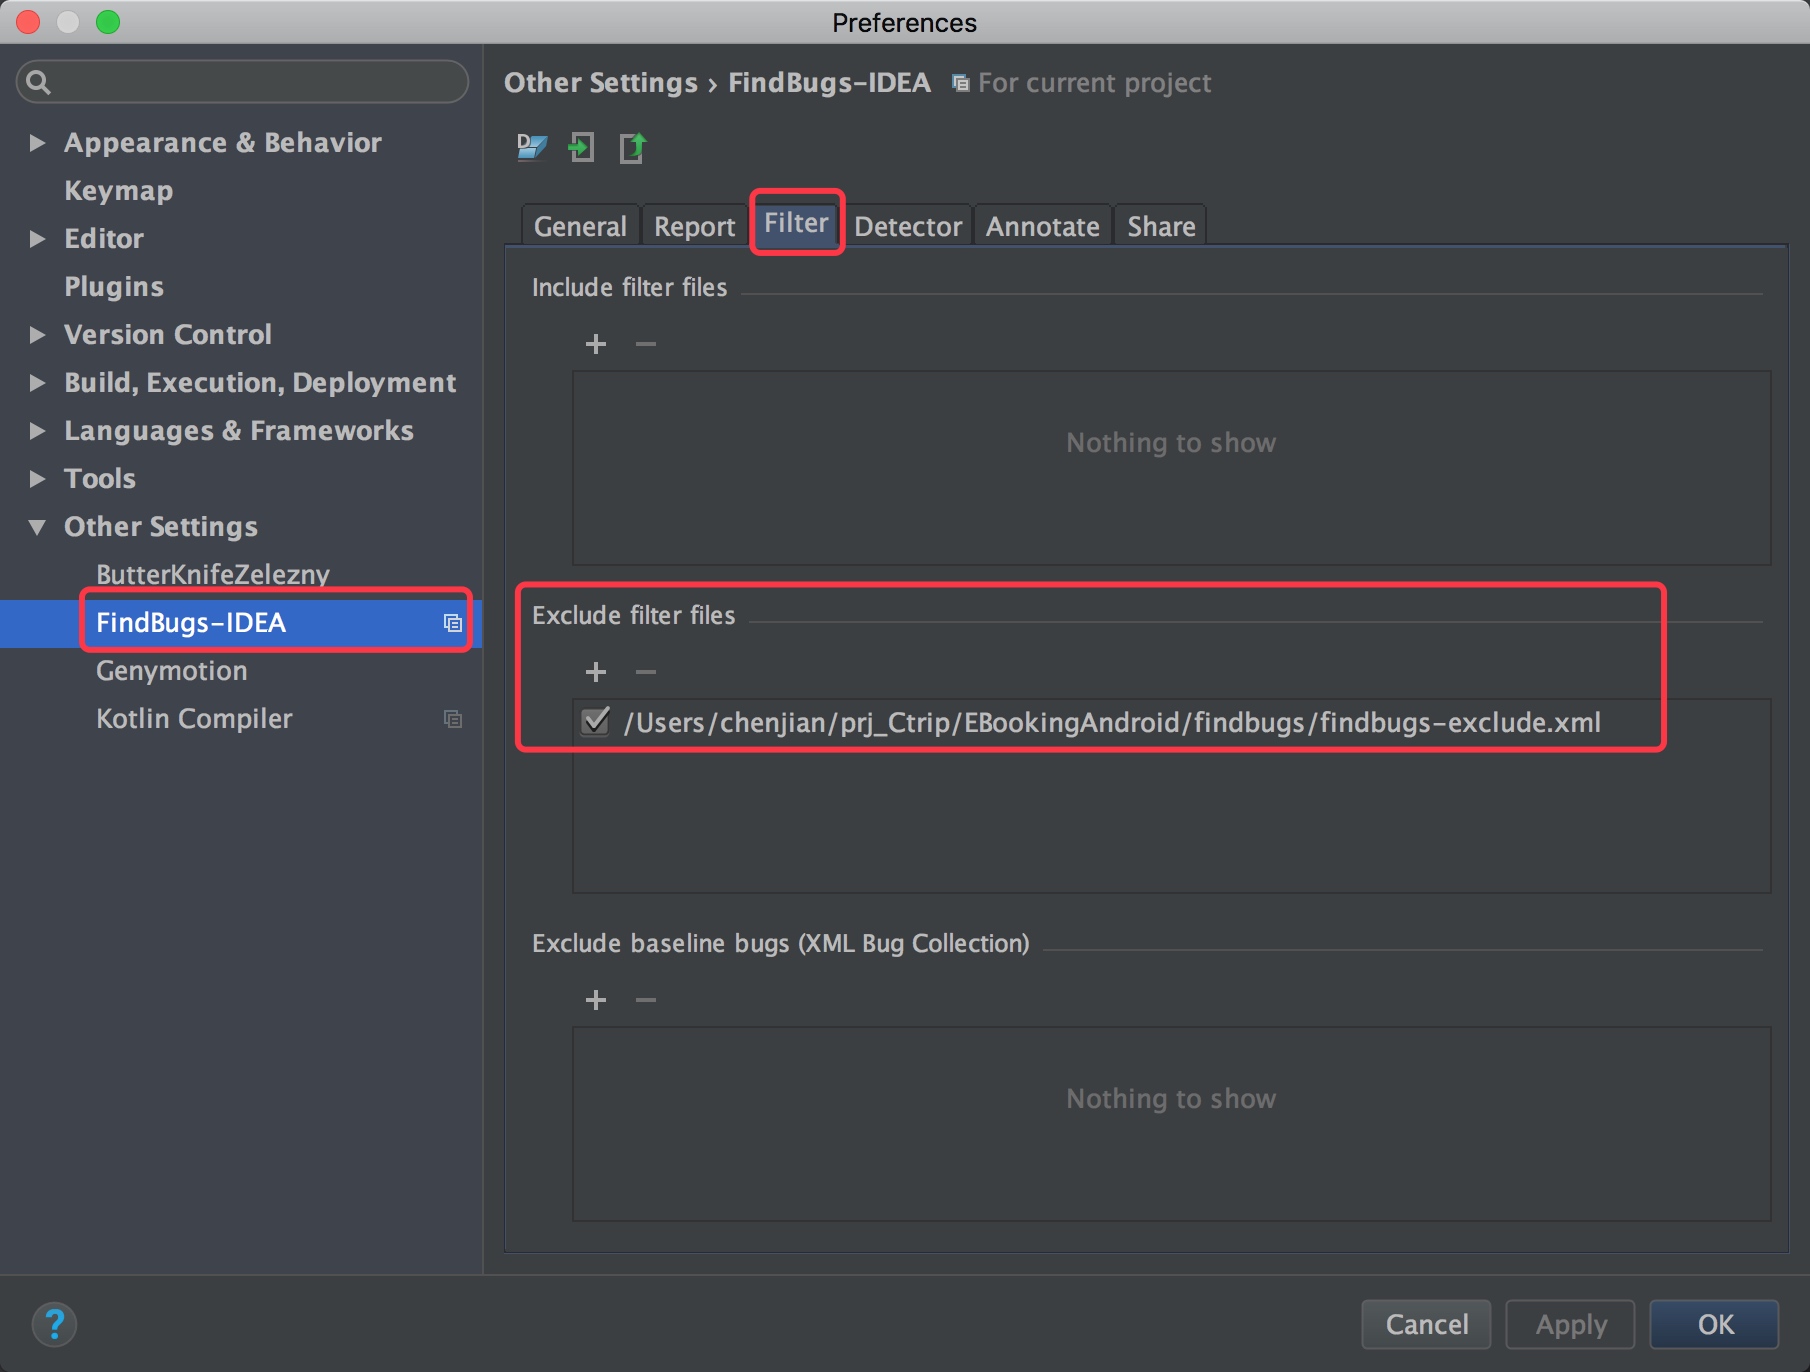 Preferences
Appearance & Behavior
Keymap
Editor
Plugins
Version Control
Build, Execution, Deployment
Languages & Frameworks
Tools
Other Settings
ButterKnifeZelezny
FindBugs-IDEA
Genymotion
Kotlin Compiler
Other Settings › FindBugs-IDEA For current project
General Report Filter Detector Annotate Share
Include filter files
Nothing to show
Exclude filter files
/Users/chenjian/prj_Ctrip/EBookingAndroid/findbugs/findbugs-exclude.xml
Exclude baseline bugs (XML Bug Collection)
Nothing to show
? Cancel Apply OK